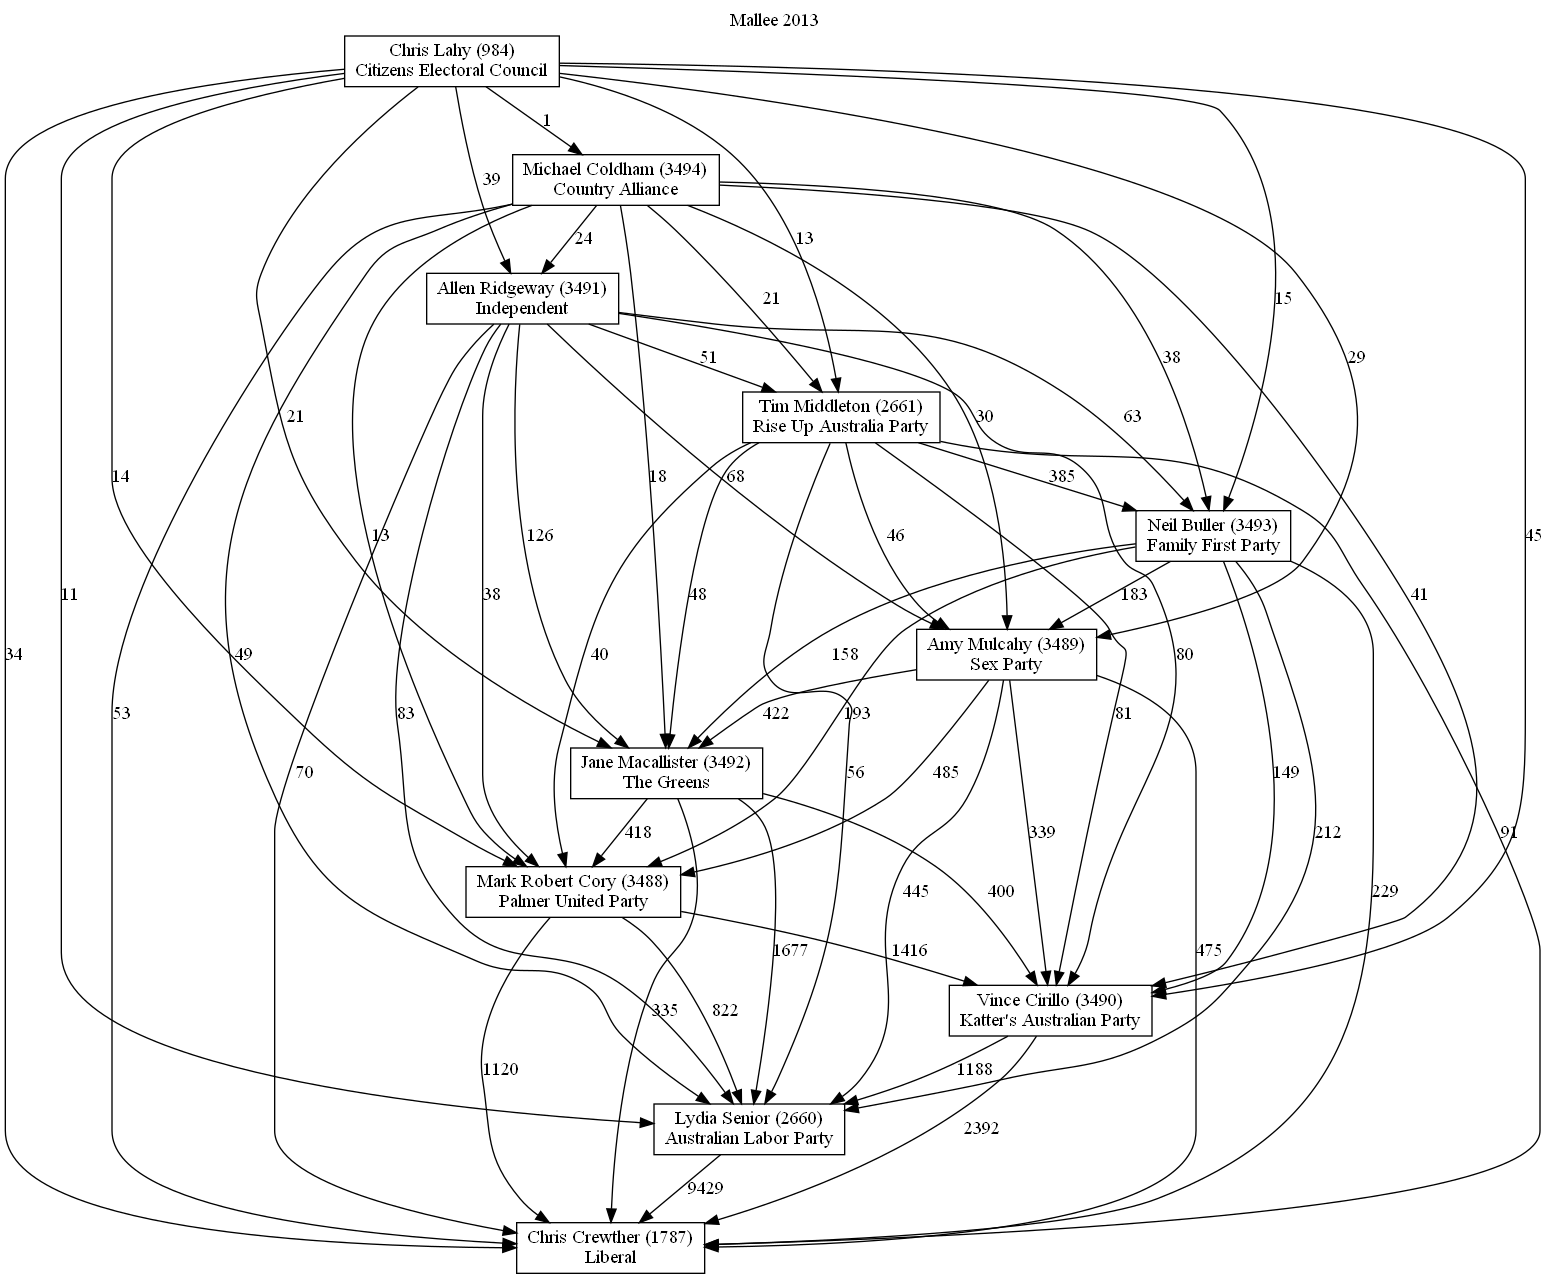 Mallee 2013
Chris Lahy (984)
Citizens Electoral Council
1
Michael Coldham (3494)
Country Alliance
39
24
13
Allen Ridgeway (3491)
Independent
21
15
51
38
29
Tim Middleton (2661)
Rise Up Australia Party
21
30
63
14
18
68
385
13
126
46
Neil Buller (3493)
Family First Party
45
11
38
48
183
41
34
49
40
158
Amy Mulcahy (3489)
Sex Party
80
53
83
422
193
81
70
Jane Macallister (3492)
The Greens
56
485
149
418
339
212
91
Mark Robert Cory (3488)
Palmer United Party
445
400
229
1677
1416
475
335
822
Vince Cirillo (3490)
Katter's Australian Party
1120
1188
Lydia Senior (2660)
Australian Labor Party
2392
9429
Chris Crewther (1787)
Liberal